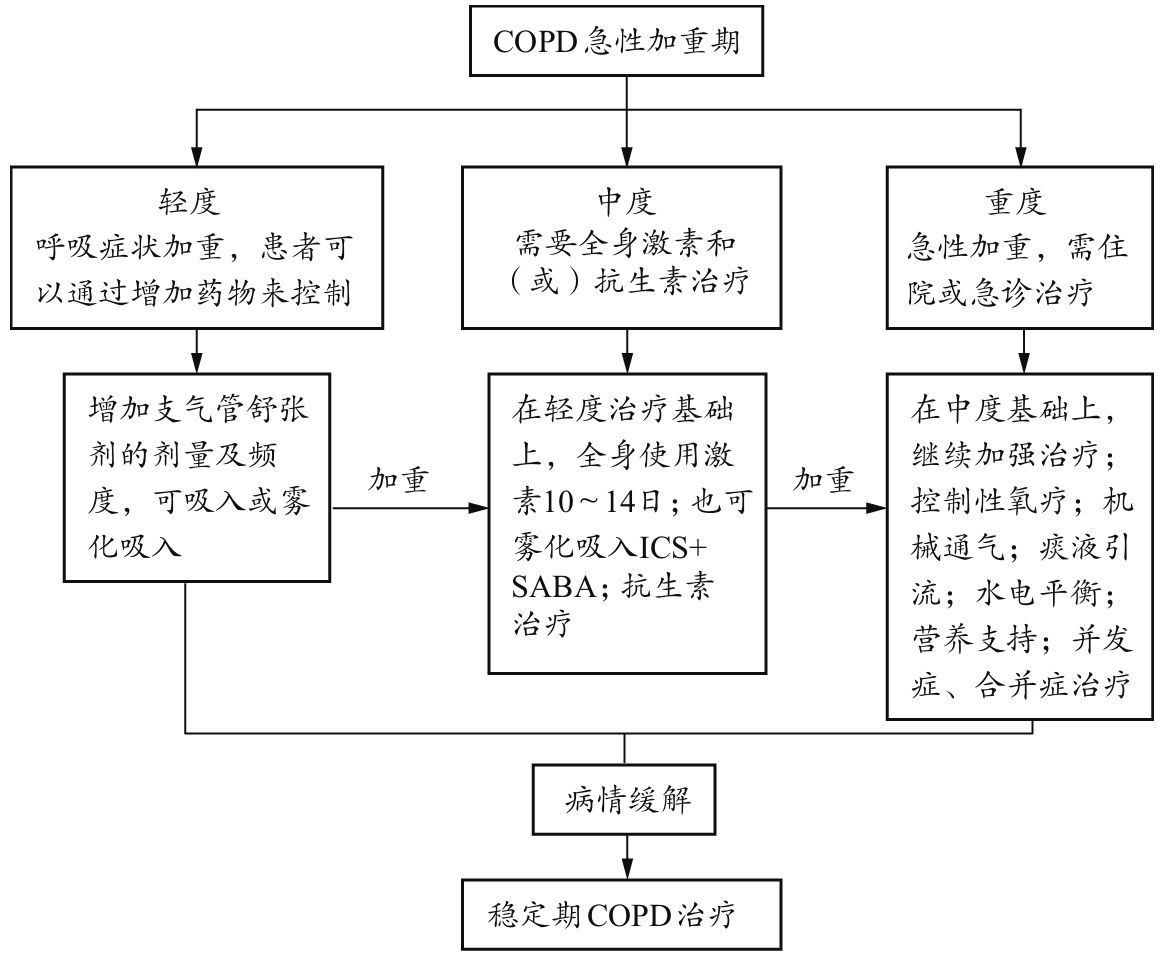 COPD急性加重期
轻度
呼吸症状加重，患者可
以通过增加药物来控制
中度
需要全身激素和
（或）抗生素治疗
重度
急性加重，需住
院或急诊治疗
增加支气管舒张
剂的剂量及频
度，可吸入或雾
化吸入
加重
在轻度治疗基础
上，全身使用激
素10～14日；也可
雾化吸入ICS+
SABA；抗生素
治疗
加重
在中度基础上，
继续加强治疗；
控制性氧疗；机
械通气；痰液引
流；水电平衡；
营养支持；并发
症、合并症治疗
病情缓解
稳定期COPD治疗